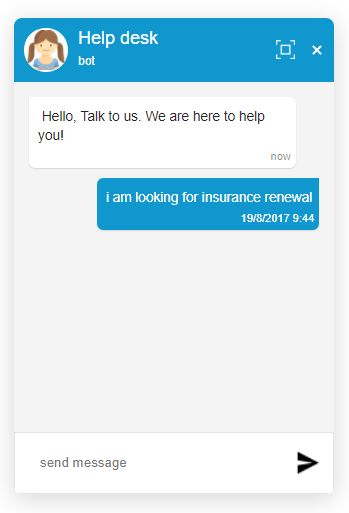 Help desk
bot
×
Hello, Talk to us. We are here to help
you!
now
i am looking for insurance renewal
19/8/2017 9:44
send message